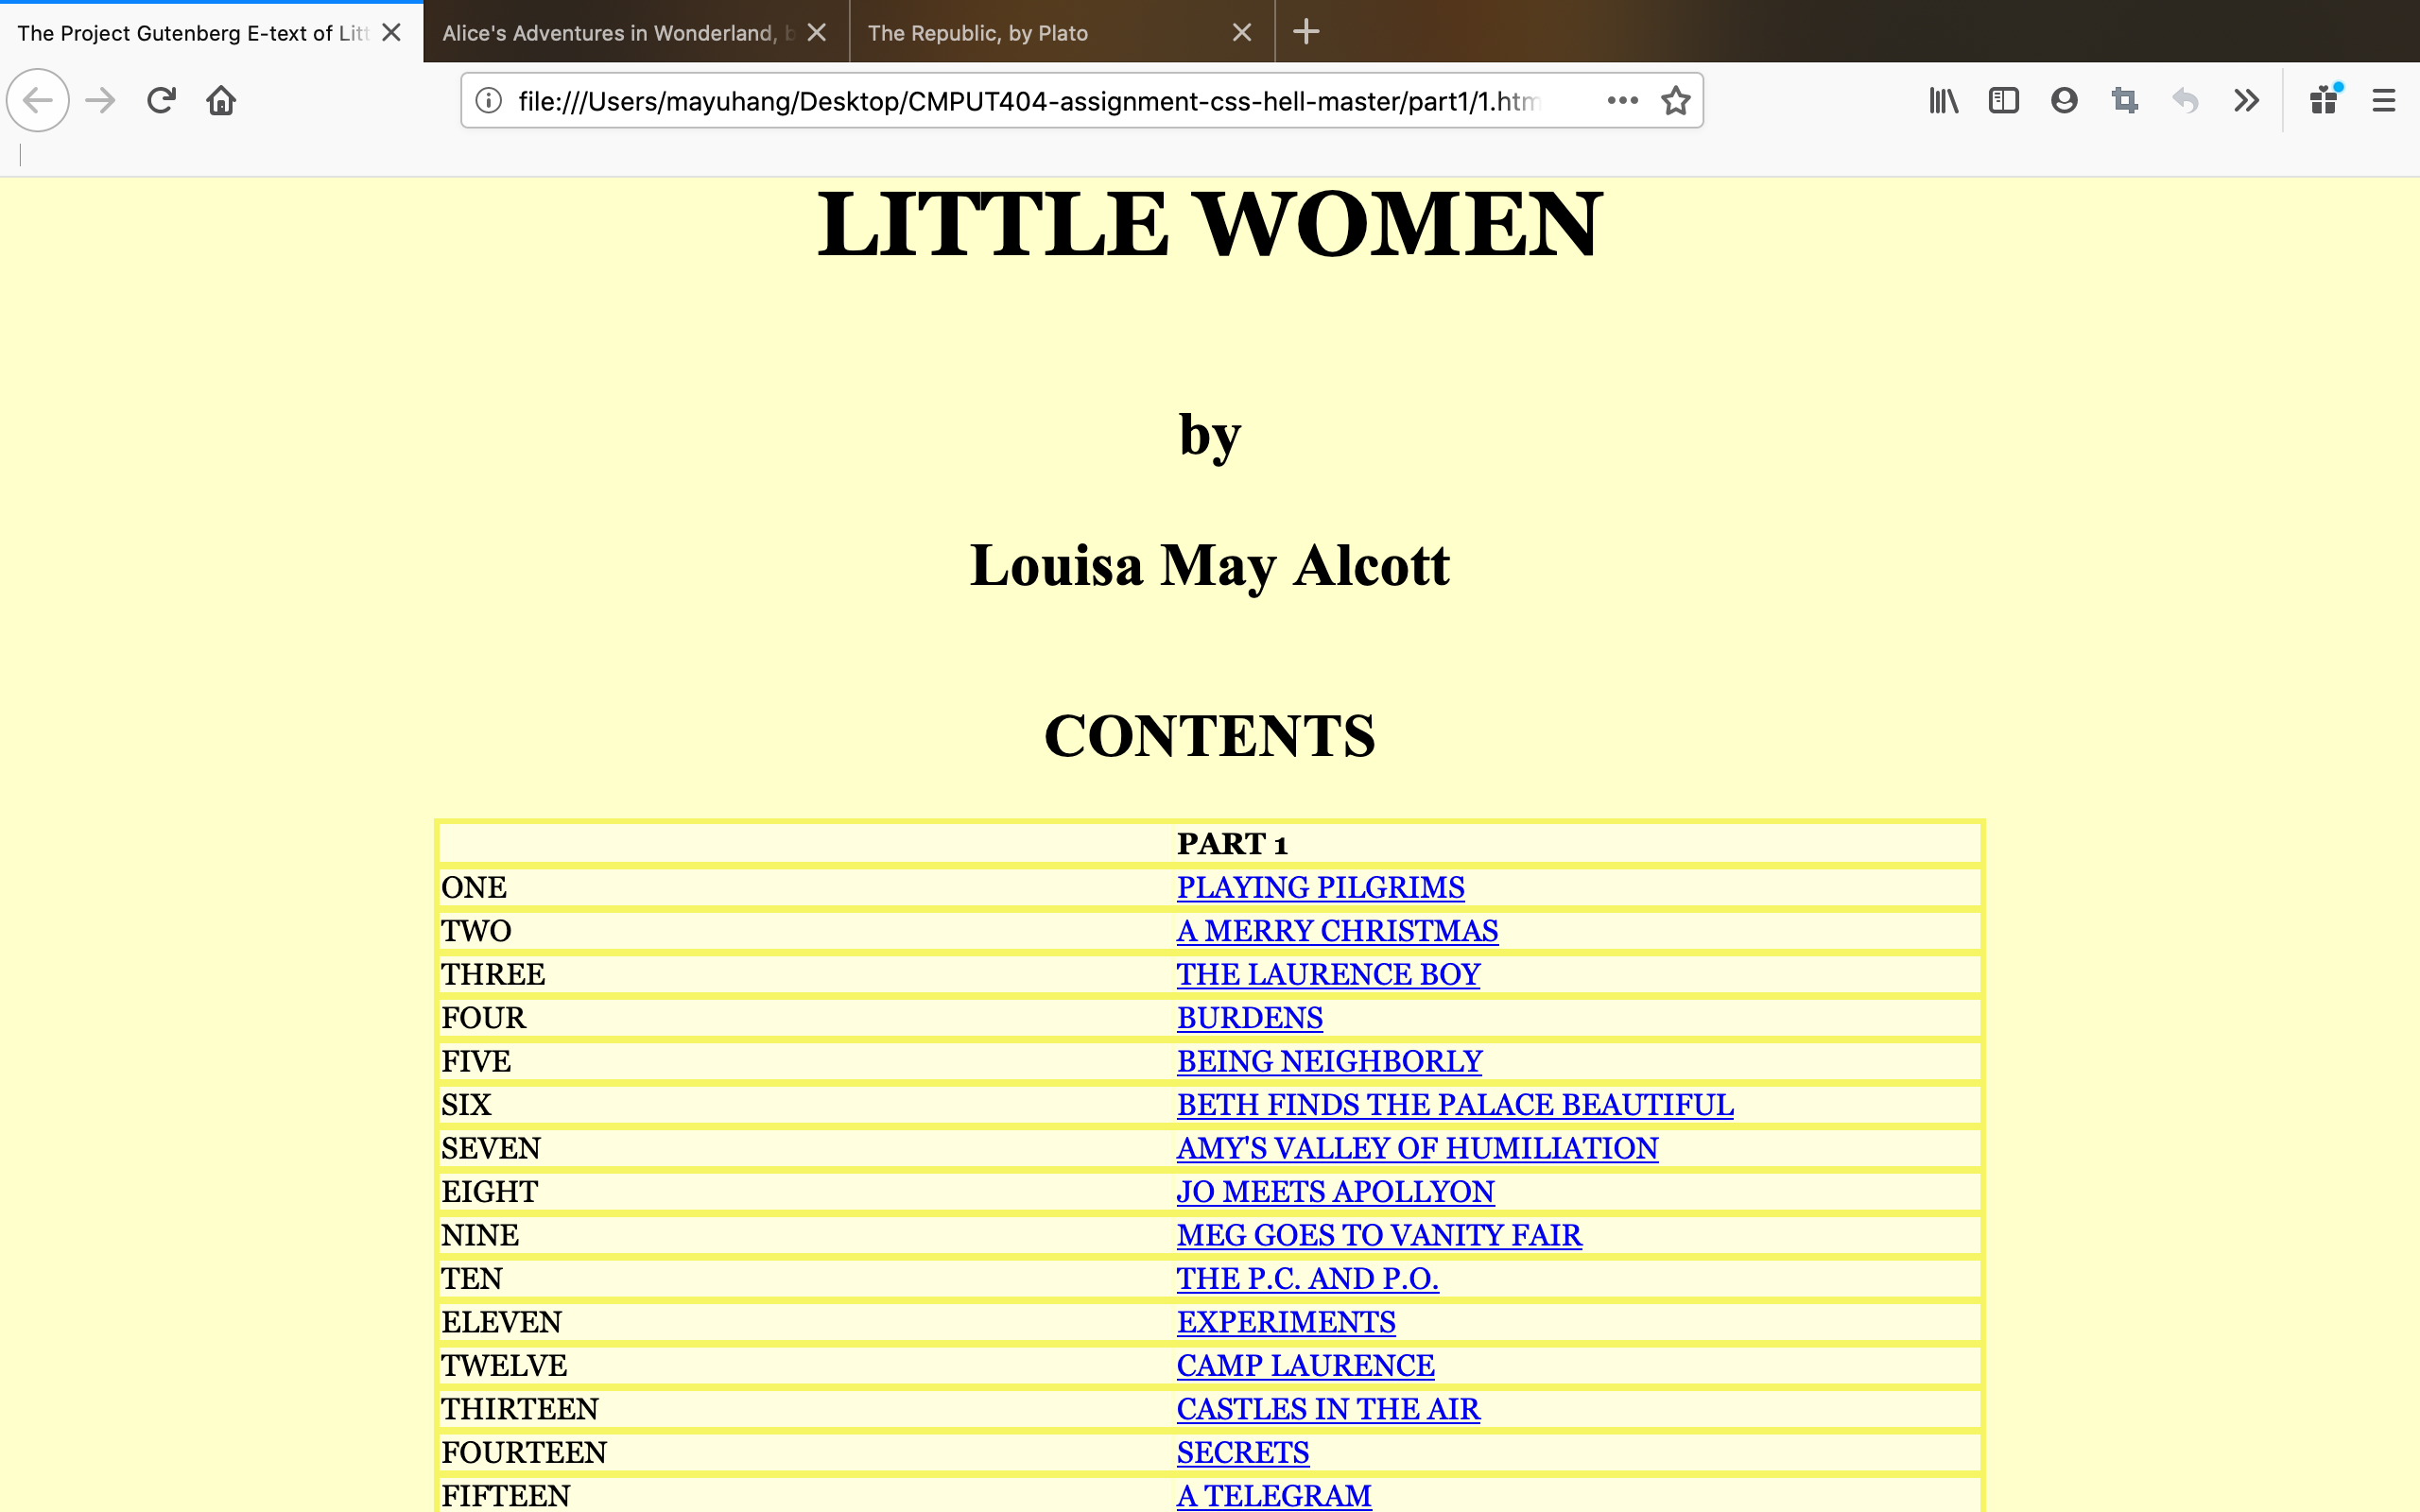 The Project Gutenberg E-text of Litt
Alice's Adventures in Wonderland, b
The Republic, by Plato
file:///Users/mayuhang/Desktop/CMPUT404-assignment-css-hell-master/part1/1.htm
LITTLE WOMEN
by
Louisa May Alcott
CONTENTS
PART 1
ONE PLAYING PILGRIMS
TWO A MERRY CHRISTMAS
THREE THE LAURENCE BOY
FOUR BURDENS
FIVE BEING NEIGHBORLY
SIX BETH FINDS THE PALACE BEAUTIFUL
SEVEN AMY'S VALLEY OF HUMILIATION
EIGHT JO MEETS APOLLYON
NINE MEG GOES TO VANITY FAIR
TEN THE P.C. AND P.O.
ELEVEN EXPERIMENTS
TWELVE CAMP LAURENCE
THIRTEEN CASTLES IN THE AIR
FOURTEEN SECRETS
FIFTEEN A TELEGRAM